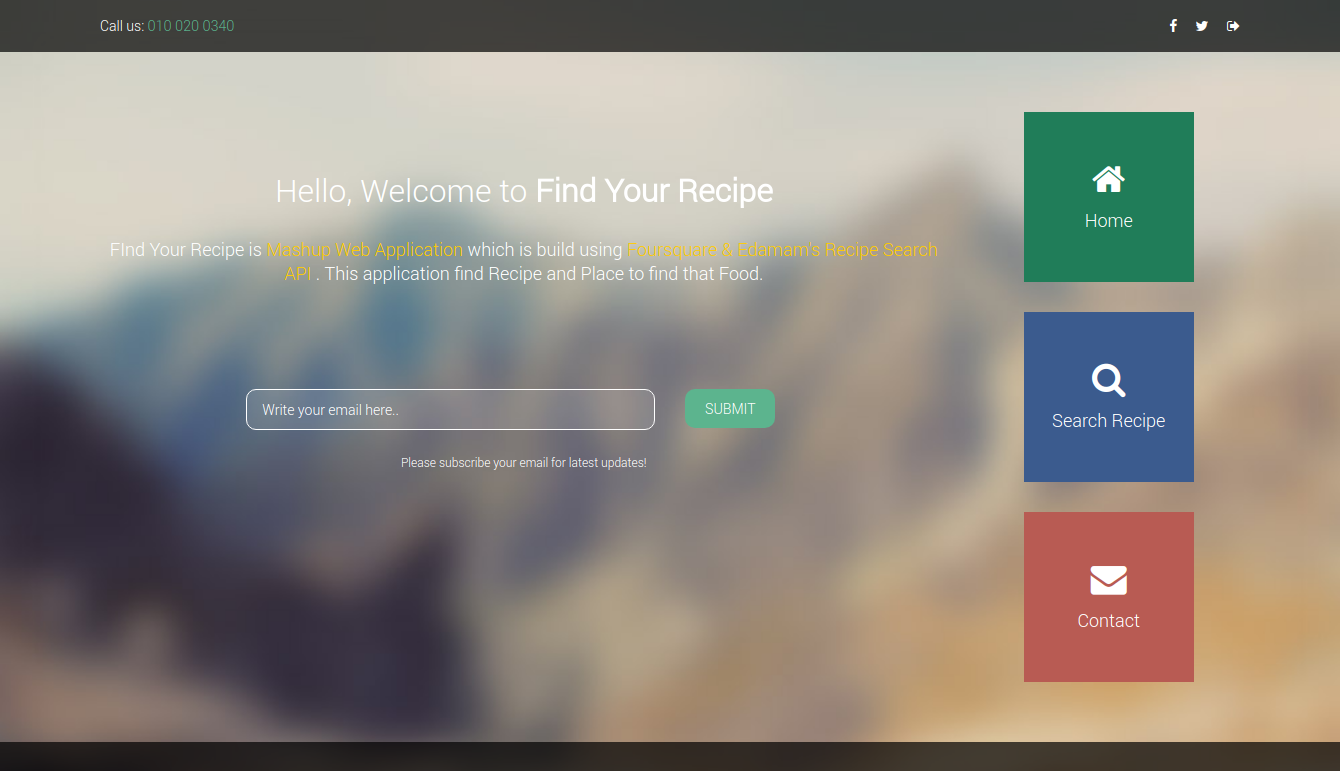 Call us: 010 020 0340
Hello, Welcome to Find Your Recipe
FInd Your Recipe is Mashup Web Application which is build using Foursquare & Edamam's Recipe Search
API . This application find Recipe and Place to find that Food.
Write your email here..
SUBMIT
Please subscribe your email for latest updates!
Home
Search Recipe
Contact